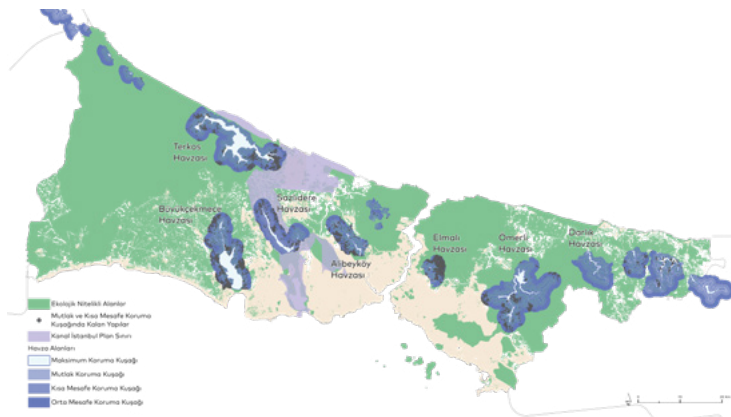 Terkos
Havzası
Büyükçekmece
Havzası
Sazlıdere
Havzası
Alibeyköy
Havzası
Elmalı
Havzası
Ömerli
Havzası
Darlık
Havzası
Ekolojik Nitelikli Alanlar
Mutlak ve Kısa Mesafe Koruma
Kuşağında Kalan Yapılar
Kanal İstanbul Plan Sınırı
Havza Alanları
Maksimum Koruma Kuşağı
Mutlak Koruma Kuşağı
Kısa Mesafe Koruma Kuşağı
Orta Mesafe Koruma Kuşağı